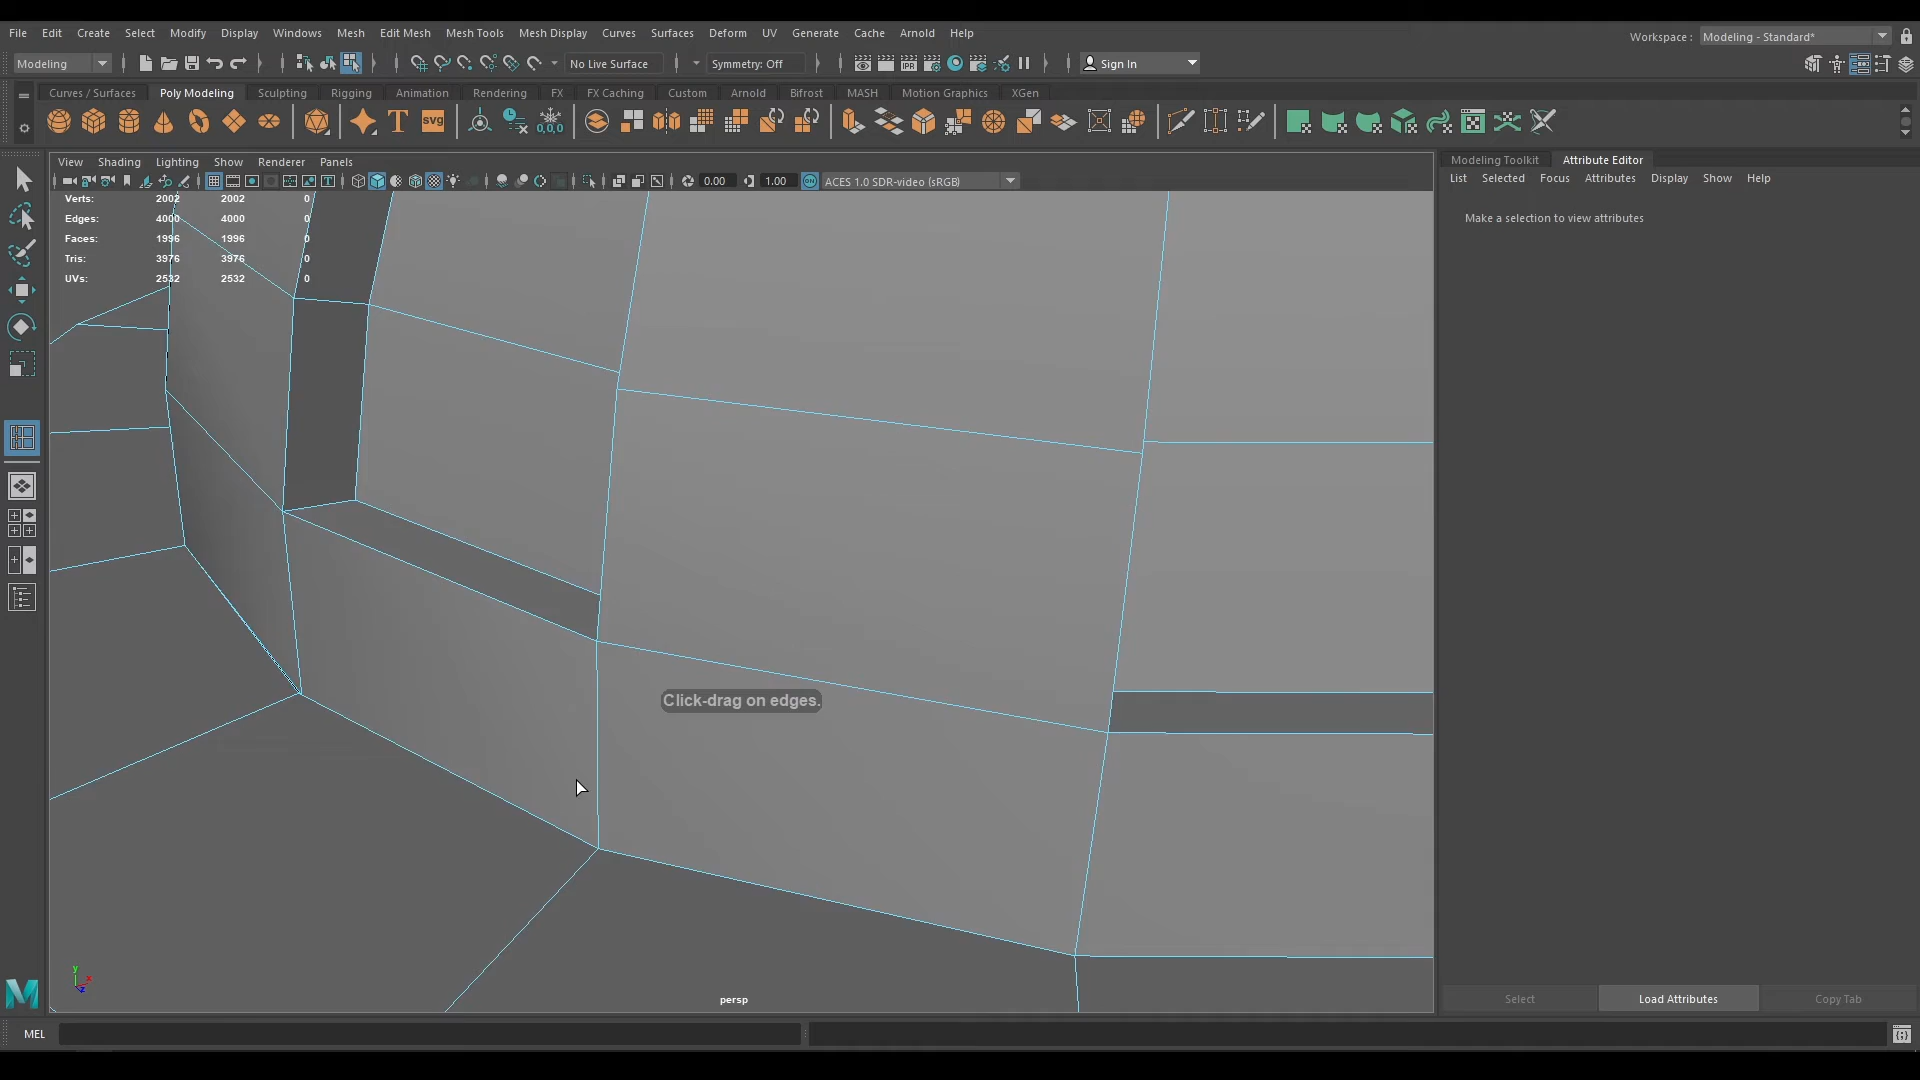 File Edit Create Select Modify Display Windows Mesh Edit Mesh Mesh Tools Mesh Display Curves Surfaces Deform UV Generate Cache Arnold Help
Workspace : Modeling - Standard*
Modeling
No Live Surface
Symmetry: Off
IPR
Sign In
Curves / Surfaces Poly Modeling Sculpting Rigging Animation Rendering FX FX Caching Custom Arnold Bifrost MASH Motion Graphics XGen
T
svg
0,0,0
View Shading Lighting Show Renderer Panels
0.00
1.00
ON
ACES 1.0 SDR-video (sRGB)
Verts: 2002 2002 0
Edges: 4000 4000 0
Faces: 1996 1996 0
Tris: 3976 3976 0
UVs: 2532 2532 0
Click-drag on edges.
y
x
z
persp
Modeling Toolkit Attribute Editor
List Selected Focus Attributes Display Show Help
Make a selection to view attributes
Select Load Attributes Copy Tab
M
MEL